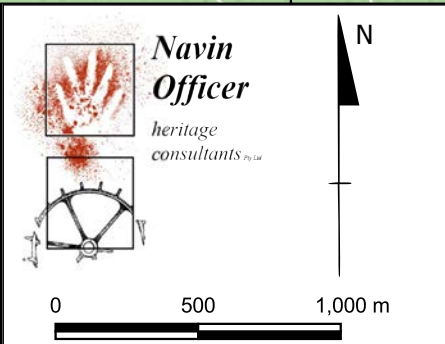 Navin
Officer
heritage
consultants Pty Ltd
N
0 500 1,000 m